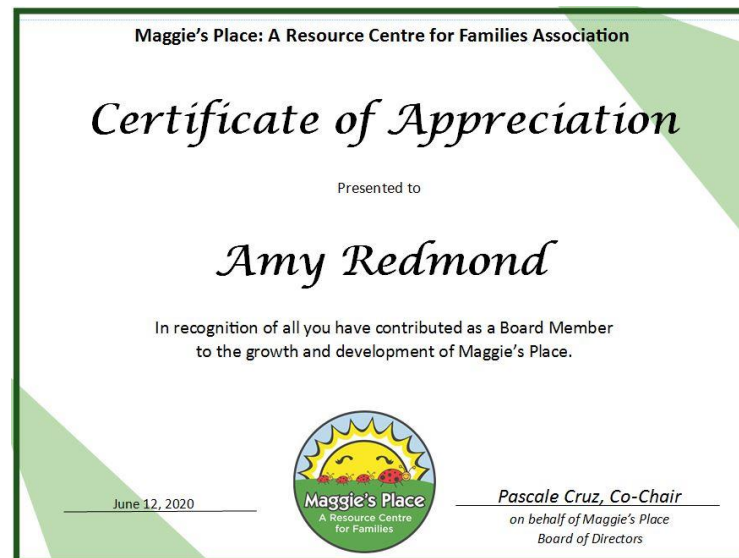 Maggie's Place: A Resource Centre for Families Association
Certificate of Appreciation
Presented to
Amy Redmond
In recognition of all you have contributed as a Board Member
to the growth and development of Maggie's Place.
Maggie's Place
A Resource Centre
for Families
June 12, 2020
Pascale Cruz, Co-Chair
on behalf of Maggie's Place
Board of Directors